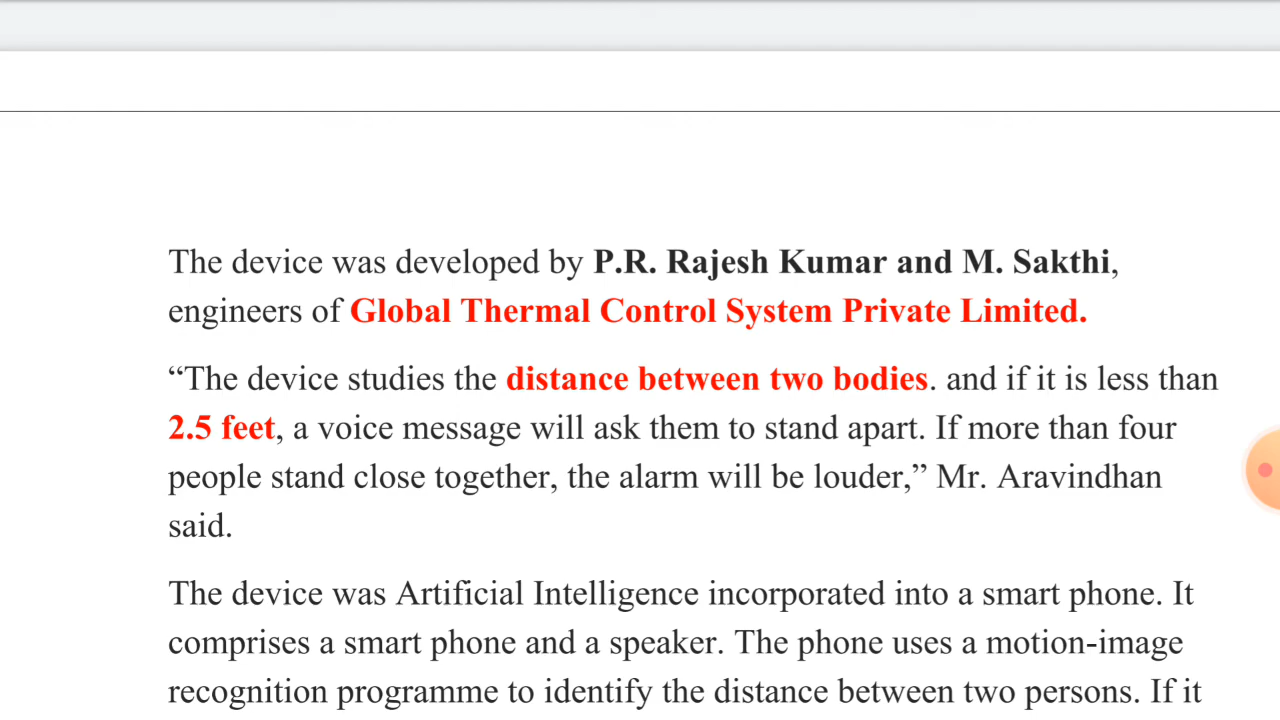 The device was developed by P.R. Rajesh Kumar and M. Sakthi,
engineers of Global Thermal Control System Private Limited.
“The device studies the distance between two bodies. and if it is less than
2.5 feet, a voice message will ask them to stand apart. If more than four
people stand close together, the alarm will be louder,” Mr. Aravindhan
said.
The device was Artificial Intelligence incorporated into a smart phone. It
comprises a smart phone and a speaker. The phone uses a motion-image
recognition programme to identify the distance between two persons. If it